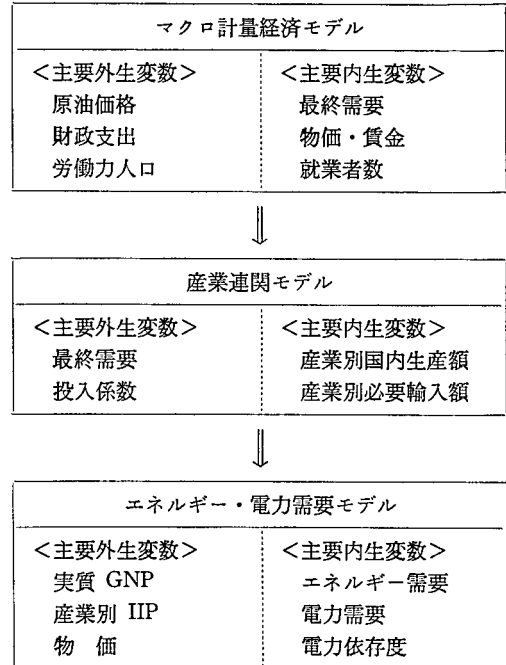 マクロ計量経済モデル
<主要外生変数>
原油価格
財政支出
労働力人口
<主要内生変数>
最終需要
物価・賃金
就業者数
産業連関モデル
<主要外生変数>
最終需要
投入係数
<主要内生変数>
産業別国内生産額
産業別必要輸入額
エネルギー・電力需要モデル
<主要外生変数>
実質 GNP
産業別 IIP
物　価
<主要内生変数>
エネルギー需要
電力需要
電力依存度